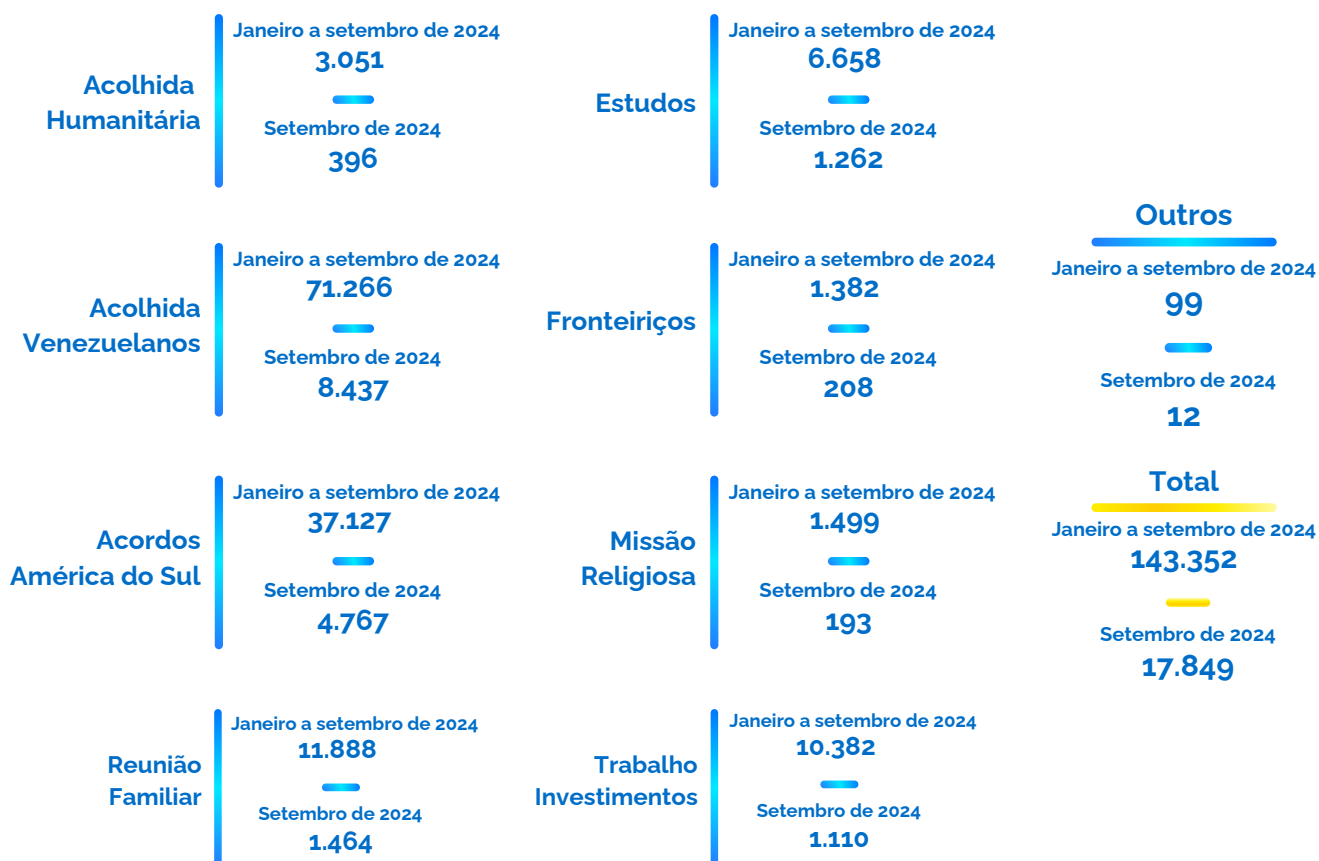 Acolhida
Humanitária
Janeiro a setembro de 2024
3.051
Setembro de 2024
396
Estudos
Janeiro a setembro de 2024
6.658
Setembro de 2024
1.262
Acolhida
Venezuelanos
Janeiro a setembro de 2024
71.266
Setembro de 2024
8.437
Fronteiriços
Janeiro a setembro de 2024
1.382
Setembro de 2024
208
Acordos
América do Sul
Janeiro a setembro de 2024
37.127
Setembro de 2024
4.767
Missão
Religiosa
Janeiro a setembro de 2024
1.499
Setembro de 2024
193
Reunião
Familiar
Janeiro a setembro de 2024
11.888
Setembro de 2024
1.464
Trabalho
Investimentos
Janeiro a setembro de 2024
10.382
Setembro de 2024
1.110
Outros
Janeiro a setembro de 2024
99
Setembro de 2024
12
Total
Janeiro a setembro de 2024
143.352
Setembro de 2024
17.849